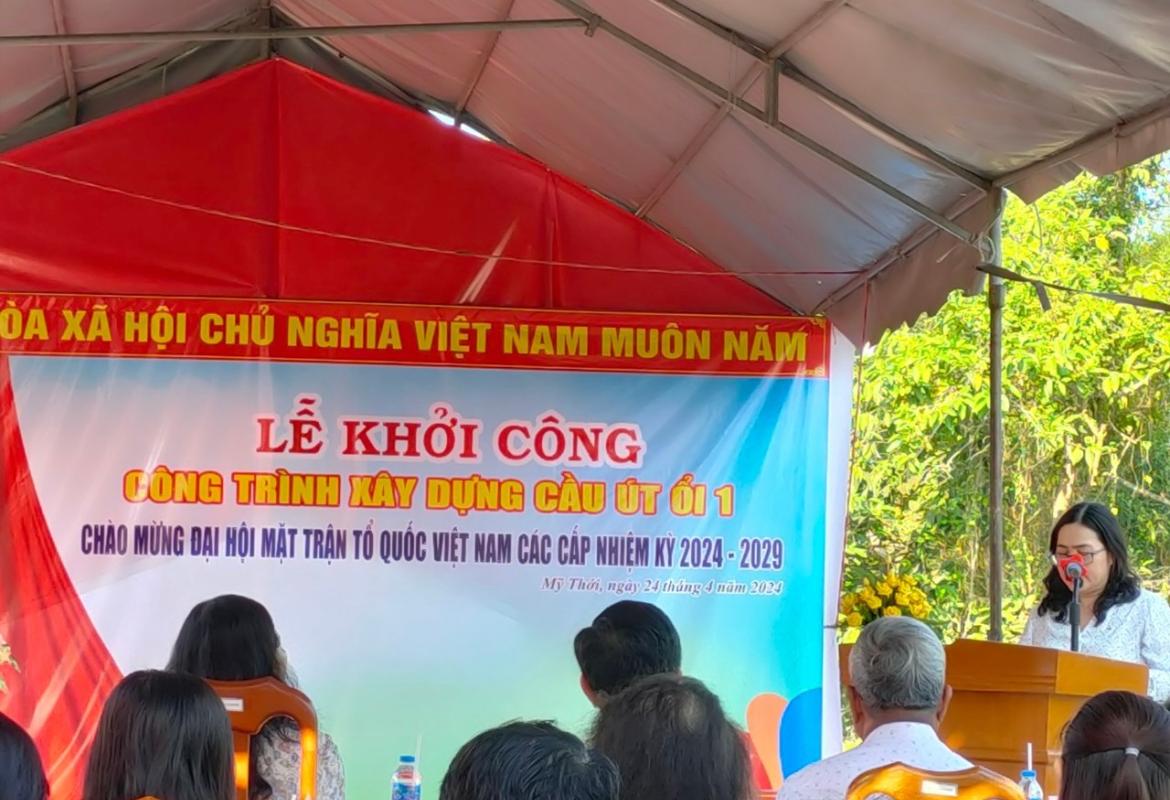 XÃ HỘI CHỦ NGHĨA VIỆT NAM MUÔN NĂM
LỄ KHỞI CÔNG
CÔNG TRÌNH XÂY DỰNG CẦU ÚT ỔI 1
CHÀO MỪNG ĐẠI HỘI MẶT TRẬN TỔ QUỐC VIỆT NAM CÁC CẤP NHIỆM KỲ 2024 - 2029
Mỹ Thới, ngày 24 tháng 4 năm 2024